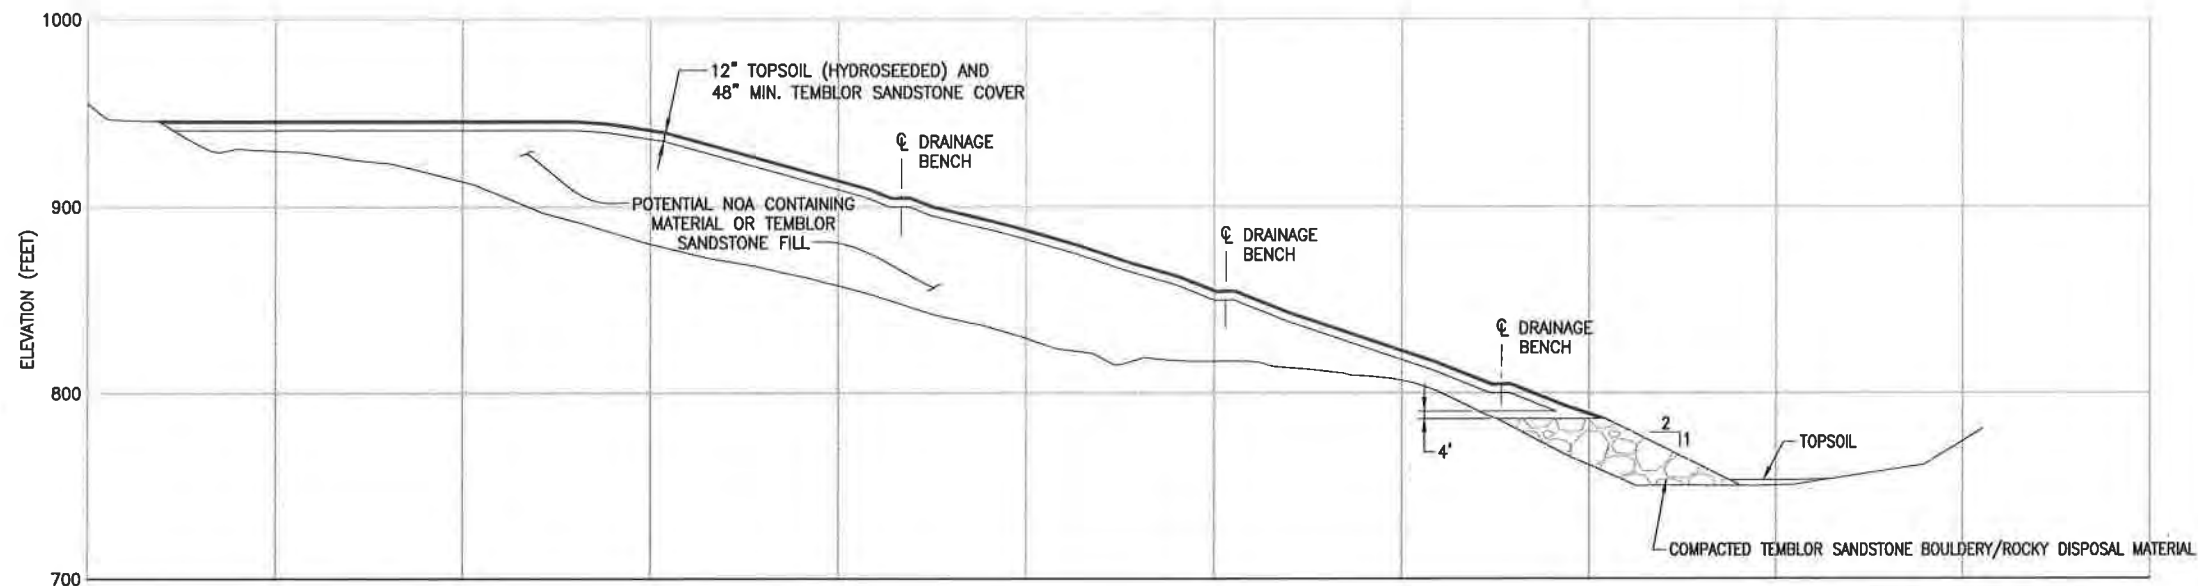 1000
12" TOPSOIL (HYDROSEEDED) AND
48" MIN. TEMBLOR SANDSTONE COVER
℄ DRAINAGE
BENCH
900
POTENTIAL NOA CONTAINING
MATERIAL OR TEMBLOR
SANDSTONE FILL
℄ DRAINAGE
BENCH
ELEVATION (FEET)
℄ DRAINAGE
BENCH
800
2
1
4'
TOPSOIL
COMPACTED TEMBLOR SANDSTONE BOULDERY/ROCKY DISPOSAL MATERIAL
700